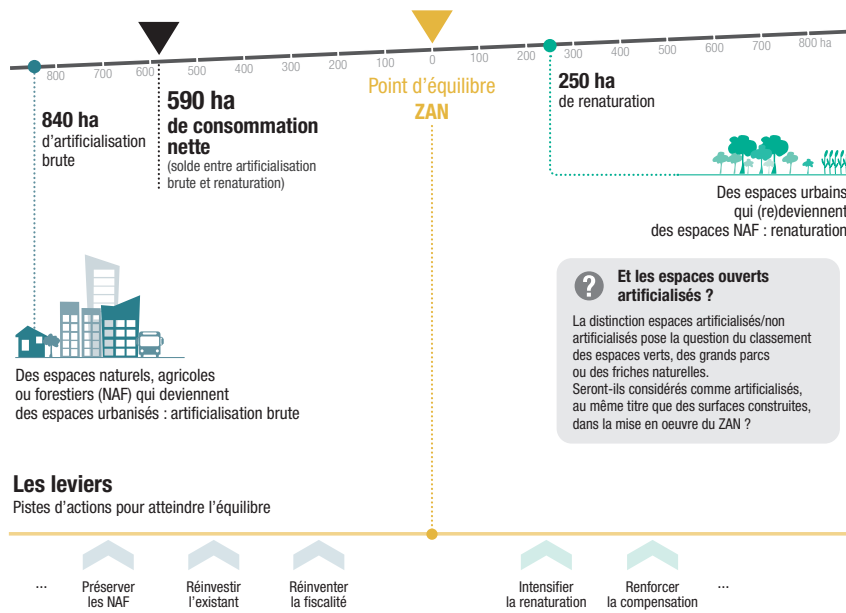 800 700 600 500 400 300 200 100 0 100 200 300 400 500 600 700 800 ha
840 ha
d'artificialisation
brute
590 ha
de consommation
nette
(solde entre artificialisation
brute et renaturation)
Point d'équilibre
ZAN
250 ha
de renaturation
Des espaces urbains
qui (re)deviennent
des espaces NAF : renaturation
Des espaces naturels, agricoles
ou forestiers (NAF) qui deviennent
des espaces urbanisés : artificialisation brute
?
Et les espaces ouverts
artificialisés ?
La distinction espaces artificialisés/non
artificialisés pose la question du classement
des espaces verts, des grands parcs
ou des friches naturelles.
Seront-ils considérés comme artificialisés,
au même titre que des surfaces construites,
dans la mise en oeuvre du ZAN ?
Les leviers
Pistes d'actions pour atteindre l'équilibre
...
Préserver
les NAF
Réinvestir
l'existant
Réinventer
la fiscalité
Intensifier
la renaturation
Renforcer
la compensation
...